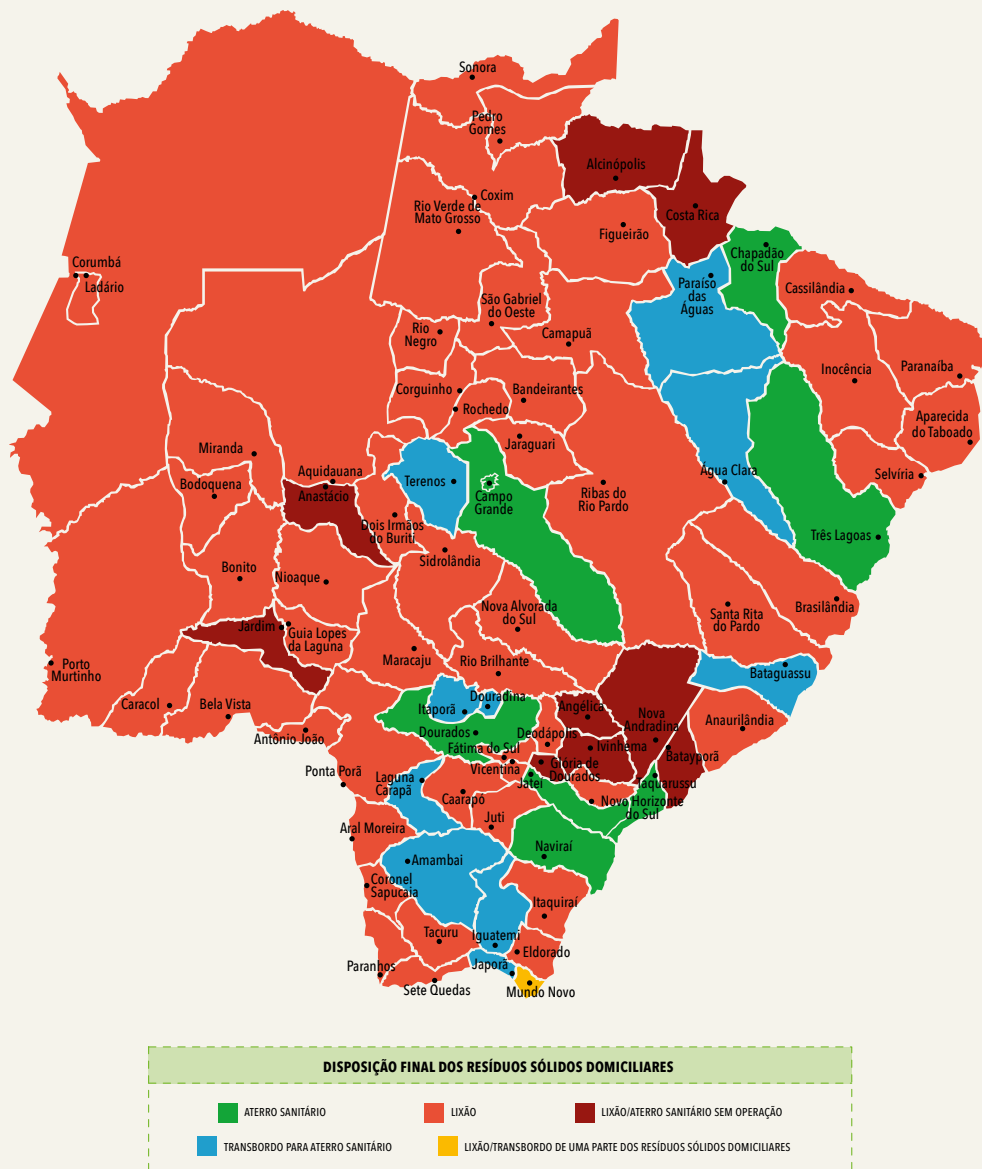 Sonora
Pedro
Gomes
Alcinópolis
Coxim
Rio Verde de
Mato Grosso
Costa Rica
Figueirão
Chapadão
do Sul
Corumbá
Ladário
Paraíso
das
Águas
Cassilândia
São Gabriel
do Oeste
Rio
Negro
Camapuã
Inocência
Paranaíba
Corguinho
Bandeirantes
Rochedo
Aparecida
do Taboado
Jaraguari
Miranda
Aquidauana
Bodoquena
Anastácio
Terenos
Campo
Grande
Água Clara
Selvíria
Ribas do
Rio Pardo
Dois Irmãos
do Buriti
Três Lagoas
Sidrolândia
Bonito
Nioaque
Nova Alvorada
do Sul
Santa Rita
do Pardo
Brasilândia
Jardim
Guia Lopes
da Laguna
Porto
Murtinho
Maracaju
Rio Brilhante
Bataguassu
Caracol
Bela Vista
Itaporã
Douradina
Angélica
Nova
Andradina
Anaurilândia
Antônio João
Dourados
Deodápolis
Fátima do Sul
Ivinhema
Batayporã
Vicentina
Glória de
Dourados
Ponta Porã
Laguna
Carapã
Jateí
Taquarussu
Caarapó
Novo Horizonte
do Sul
Juti
Aral Moreira
Naviraí
Amambai
Coronel
Sapucaia
Itaquiraí
Tacuru
Iguatemi
Eldorado
Paranhos
Japorã
Sete Quedas
Mundo Novo
DISPOSIÇÃO FINAL DOS RESÍDUOS SÓLIDOS DOMICILIARES
ATERRO SANITÁRIO
LIXÃO
LIXÃO/ATERRO SANITÁRIO SEM OPERAÇÃO
TRANSBORDO PARA ATERRO SANITÁRIO
LIXÃO/TRANSBORDO DE UMA PARTE DOS RESÍDUOS SÓLIDOS DOMICILIARES